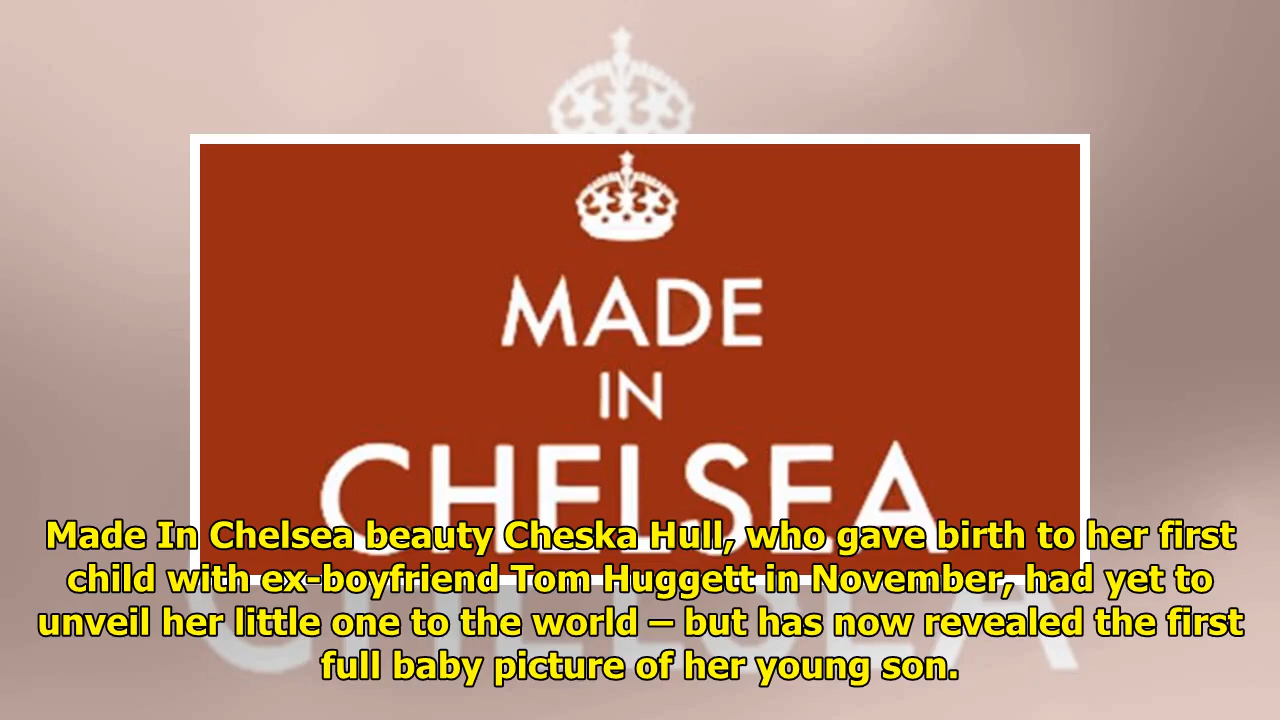 MADE
IN
CHELSEA
Made In Chelsea beauty Cheska Hull, who gave birth to her first
child with ex-boyfriend Tom Huggett in November, had yet to
unveil her little one to the world – but has now revealed the first
full baby picture of her young son.